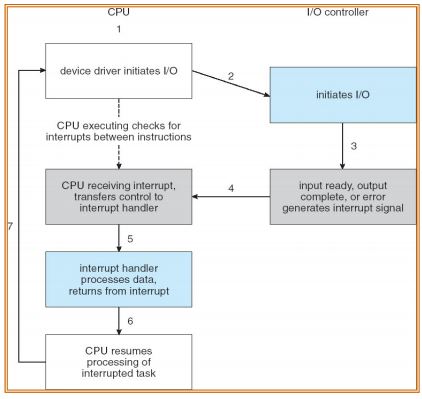 CPU
I/O controller
1
device driver initiates I/O
2
initiates I/O
CPU executing checks for
interrupts between instructions
3
CPU receiving interrupt,
transfers control to
interrupt handler
4
input ready, output
complete, or error
generates interrupt signal
7
5
interrupt handler
processes data,
returns from interrupt
6
CPU resumes
processing of
interrupted task